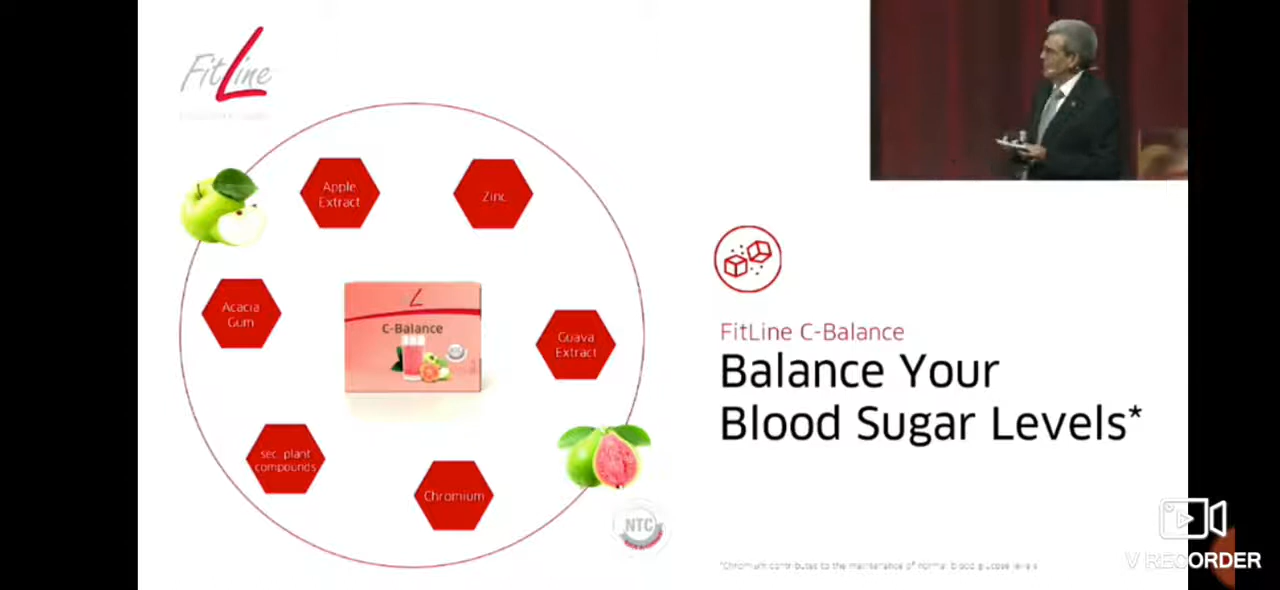 FitLine
Apple
Extract
Zinc
Acacia
Gum
C-Balance
Guava
Extract
sec. plant
compounds
Chromium
NTC
FitLine C-Balance
Balance Your
Blood Sugar Levels*
*Chromium contributes to the maintenance of normal blood glucose levels
V RECORDER